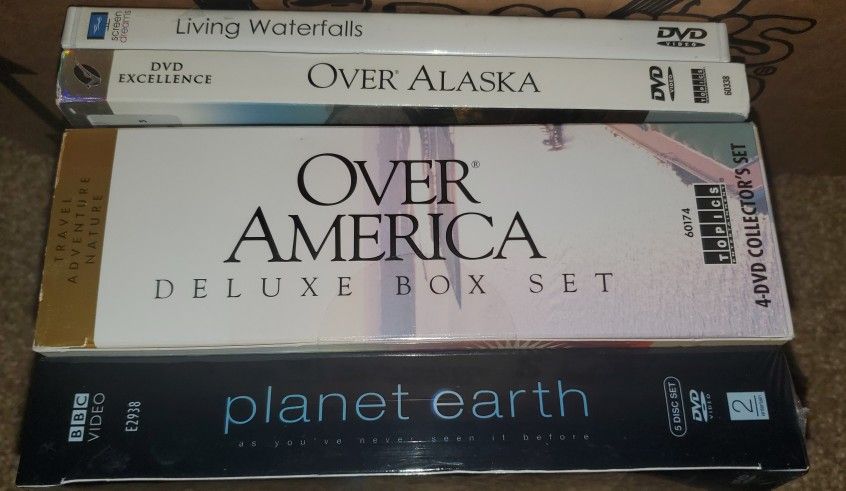 screen
dreams
Living Waterfalls
DVD
VIDEO
DVD
EXCELLENCE
OVER® ALASKA
DVD
VIDEO
TOPICS
60338
TRAVEL
ADVENTURE
NATURE
OVER®
AMERICA
DELUXE BOX SET
60174
TOPICS
ENTERTAINMENT
4-DVD COLLECTOR'S SET
BBC
VIDEO
E2938
planet earth
as you've never seen it before
5 DISC SET
DVD
VIDEO
2